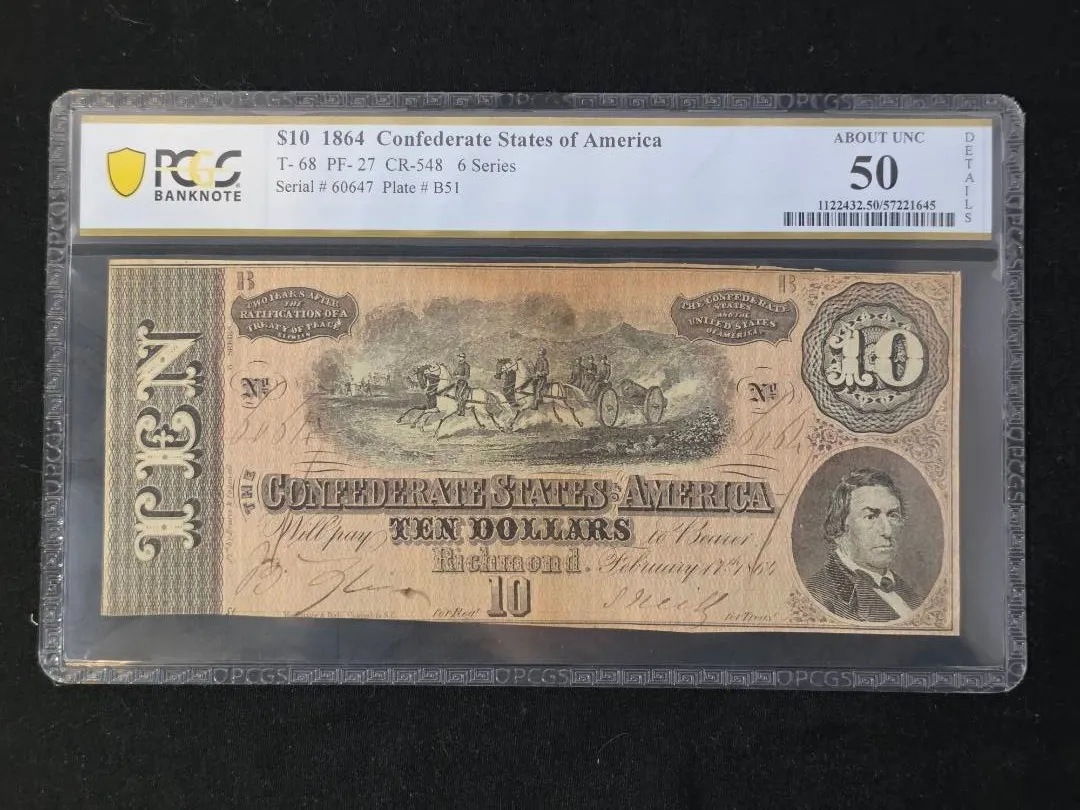 PCGS
BANKNOTE
$10 1864 Confederate States of America
T- 68 PF- 27 CR-548 6 Series
Serial # 60647 Plate # B51
ABOUT UNC
50
1122432.50/57221645
DETAILS
B
B
TWO YEARS AFTER
THE
RATIFICATION OF A
TREATY OF PEACE
BETWEEN
THE CONFEDERATE
STATES
AND THE
UNITED STATES
OF AMERICA
10
TEN
No
No
THE
CONFEDERATE STATES OF AMERICA
Will pay TEN DOLLARS to Bearer
Richmond. February 17th 1864
10
For Regr
For Treasr